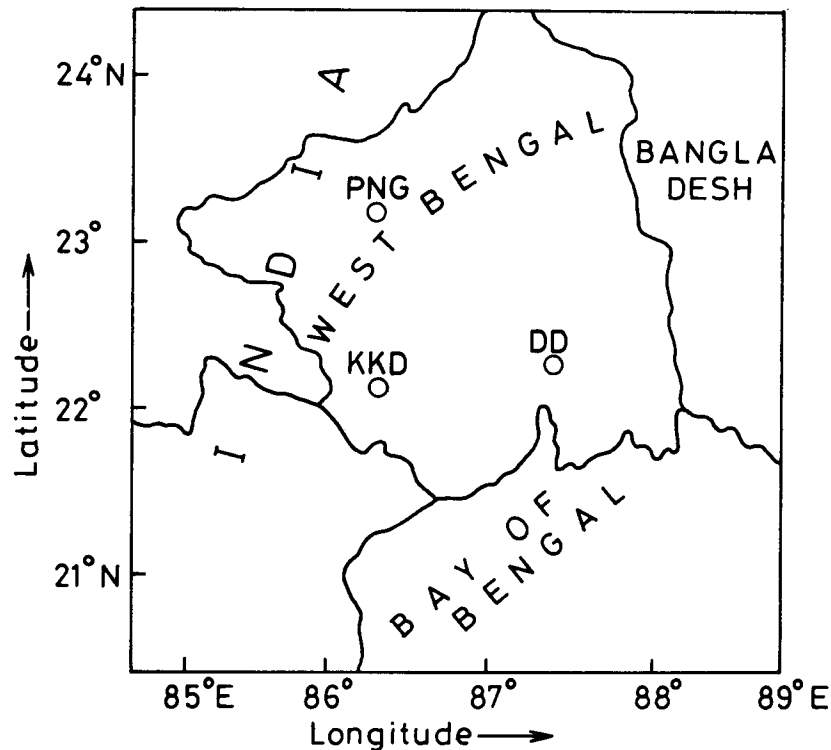 24°N
23°
22°
21°N
Latitude
85°E
86°
87°
88°
89°E
Longitude
INDIA
WEST BENGAL
BANGLA
DESH
PNG
KKD
DD
BAY OF
BENGAL